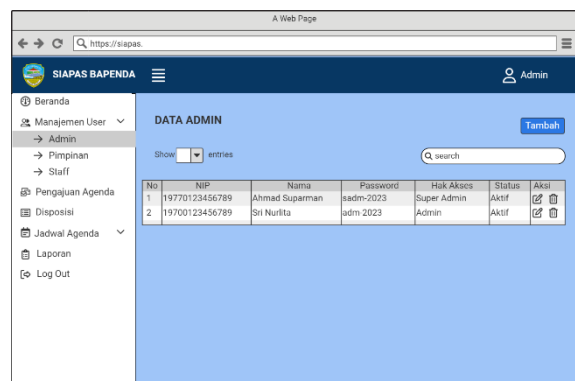 A Web Page
https://siapas.
SIAPAS BAPENDA
Admin
Beranda
Manajemen User
Admin
Pimpinan
Staff
Pengajuan Agenda
Disposisi
Jadwal Agenda
Laporan
Log Out
DATA ADMIN
Tambah
Show entries
search
No NIP Nama Password Hak Akses Status Aksi
1 19770123456789 Ahmad Suparman sadm-2023 Super Admin Aktif
2 19700123456789 Sri Nurlita adm-2023 Admin Aktif